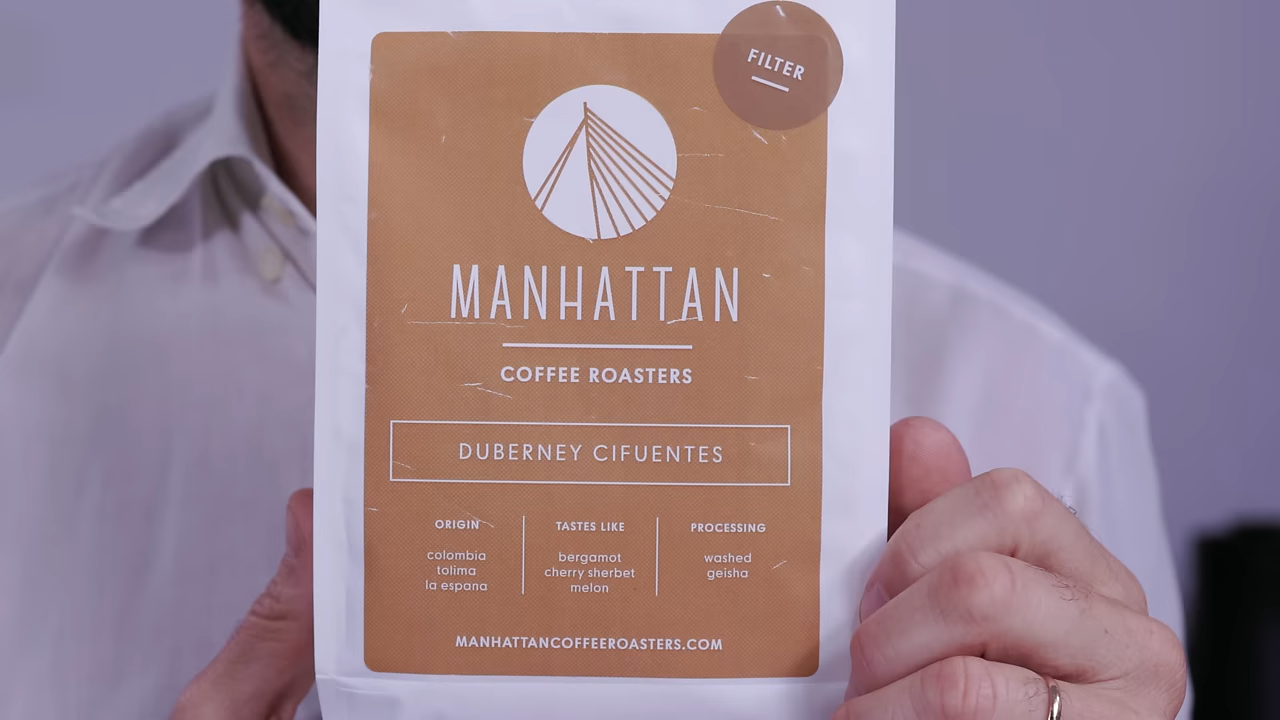 FILTER
MANHATTAN
COFFEE ROASTERS
DUBERNEY CIFUENTES
ORIGIN
colombia
tolima
la espana
TASTES LIKE
bergamot
cherry sherbet
melon
PROCESSING
washed
geisha
MANHATTANCOFFEEROASTERS.COM